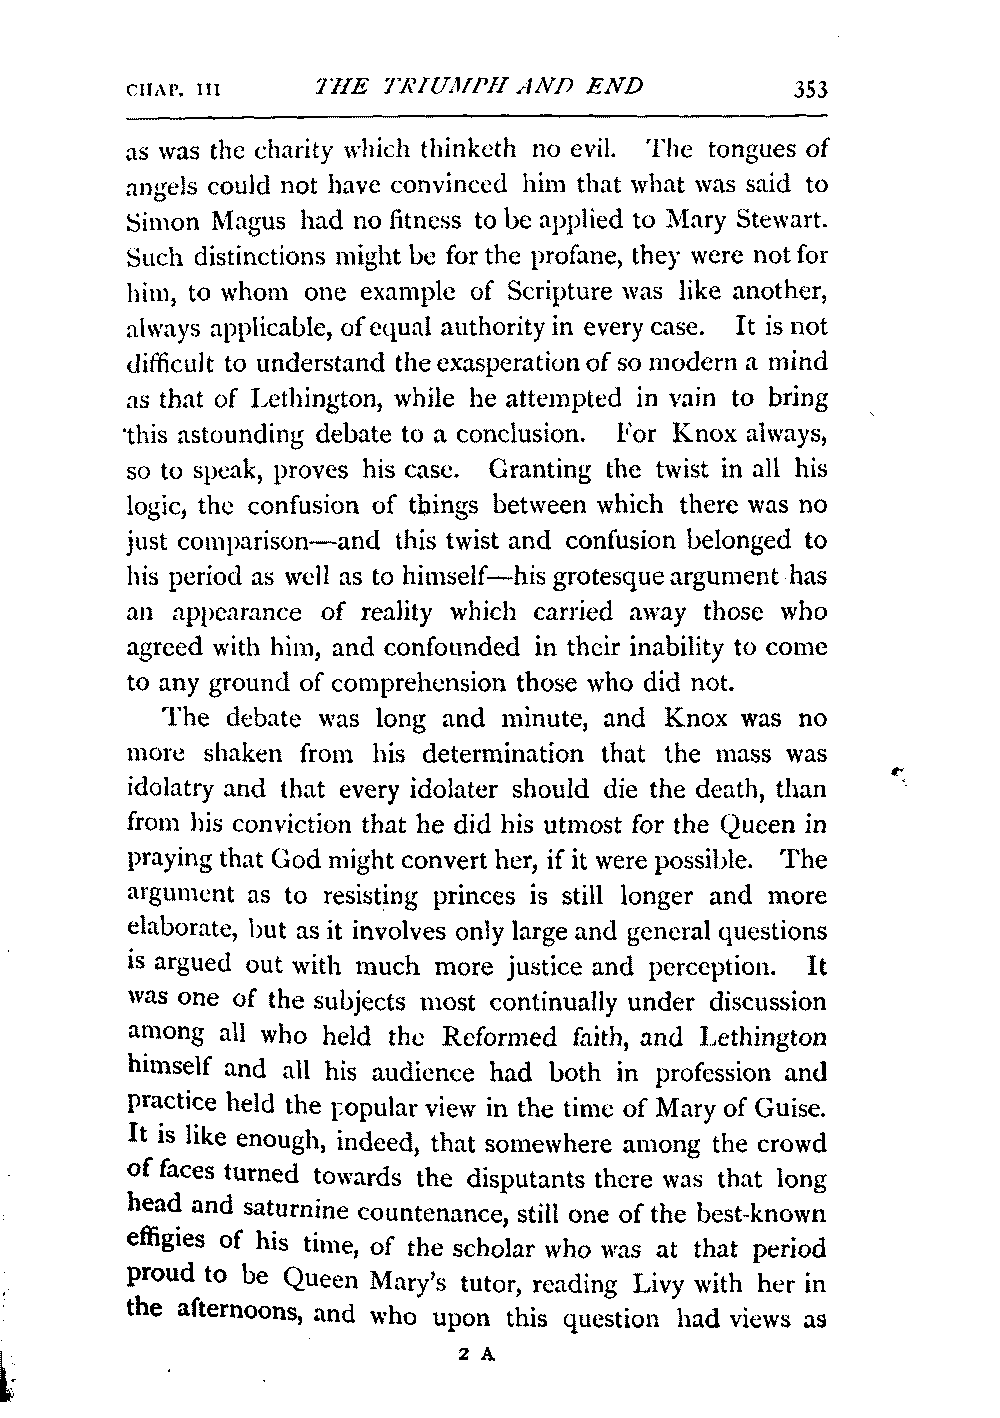 CHAP. III THE TRIUMPH AND END 353
as was the charity which thinketh no evil. The tongues of
angels could not have convinced him that what was said to
Simon Magus had no fitness to be applied to Mary Stewart.
Such distinctions might be for the profane, they were not for
him, to whom one example of Scripture was like another,
always applicable, of equal authority in every case. It is not
difficult to understand the exasperation of so modern a mind
as that of Lethington, while he attempted in vain to bring
this astounding debate to a conclusion. For Knox always,
so to speak, proves his case. Granting the twist in all his
logic, the confusion of things between which there was no
just comparison—and this twist and confusion belonged to
his period as well as to himself—his grotesque argument has
an appearance of reality which carried away those who
agreed with him, and confounded in their inability to come
to any ground of comprehension those who did not.
The debate was long and minute, and Knox was no
more shaken from his determination that the mass was
idolatry and that every idolater should die the death, than
from his conviction that he did his utmost for the Queen in
praying that God might convert her, if it were possible. The
argument as to resisting princes is still longer and more
elaborate, but as it involves only large and general questions
is argued out with much more justice and perception. It
was one of the subjects most continually under discussion
among all who held the Reformed faith, and Lethington
himself and all his audience had both in profession and
practice held the popular view in the time of Mary of Guise.
It is like enough, indeed, that somewhere among the crowd
of faces turned towards the disputants there was that long
head and saturnine countenance, still one of the best-known
effigies of his time, of the scholar who was at that period
proud to be Queen Mary's tutor, reading Livy with her in
the afternoons, and who upon this question had views as
2 A